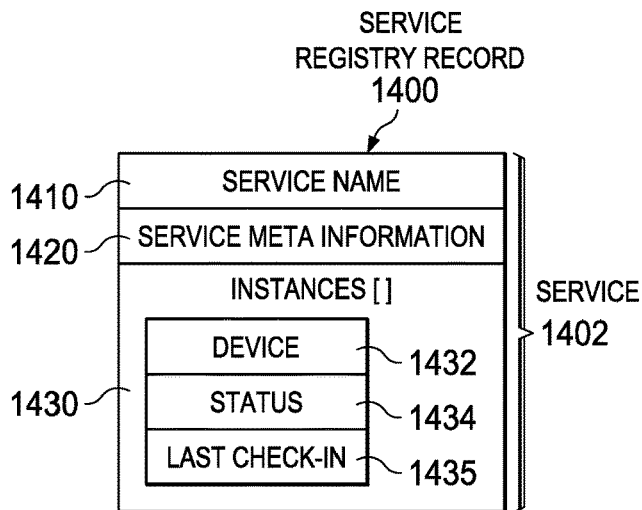 SERVICE
REGISTRY RECORD
1400
1410
SERVICE NAME
1420
SERVICE META INFORMATION
INSTANCES [ ]
SERVICE
1402
DEVICE
1432
1430
STATUS
1434
LAST CHECK-IN
1435